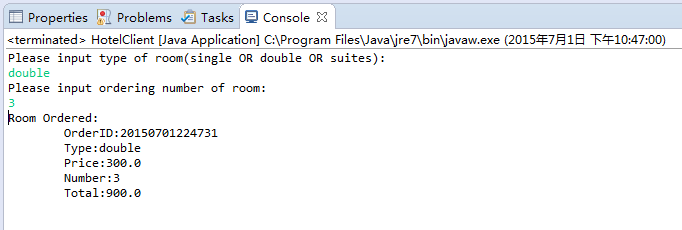 Properties Problems Tasks Console
<terminated> HotelClient [Java Application] C:\Program Files\Java\jre7\bin\javaw.exe (2015年7月1日 下午10:47:00)
Please input type of room(single OR double OR suites):
double
Please input ordering number of room:
3
Room Ordered:
OrderID:20150701224731
Type:double
Price:300.0
Number:3
Total:900.0